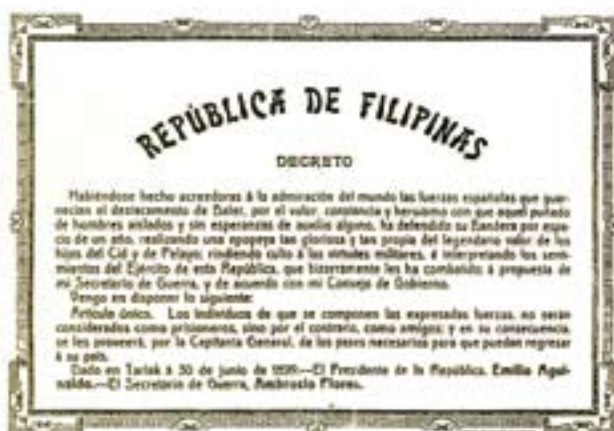 REPÚBLICA DE FILIPINAS
DECRETO
Habiéndose hecho acreedoras á la admiración del mundo las fuerzas españolas que guar-
necían el destacamento de Baler, por el valor, constancia y heroísmo con que aquel puñado
de hombres aislados y sin esperanzas de auxilio alguno, ha defendido su Bandera por espa-
cio de un año, realizando una epopeya tan gloriosa y tan propia del legendario valor de los
hijos del Cid y de Pelayo; rindiendo culto á las virtudes militares, é interpretando los senti-
mientos del Ejército de esta República, que bizarramente les ha combatido á propuesta de
mi Secretario de Guerra, y de acuerdo con mi Consejo de Gobierno.
Vengo en disponer lo siguiente:
Artículo único. Los individuos de que se componen las expresadas fuerzas, no serán
considerados como prisioneros, sino por el contrario, como amigos; y en su consecuencia
se les proveerá, por la Capitanía General, de los pases necesarios para que puedan regresar
á su país.
Dado en Tarlak á 30 de junio de 1899.—El Presidente de la República, Emilio Agui-
naldo.—El Secretario de Guerra, Ambrosio Flores.